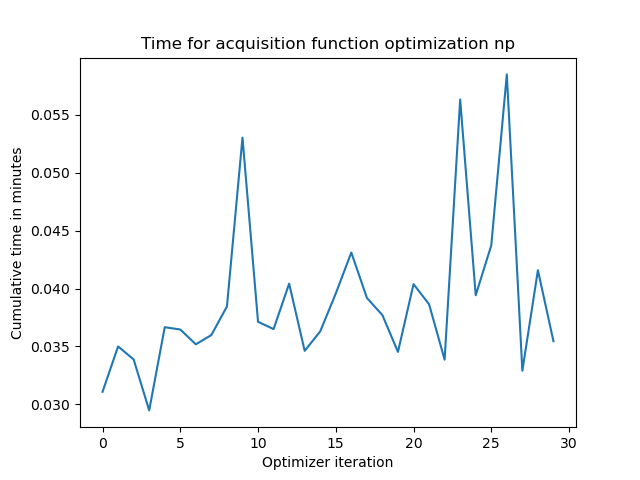 Time for acquisition function optimization np
0.055
0.050
0.045
0.040
0.035
0.030
Cumulative time in minutes
0 5 10 15 20 25 30
Optimizer iteration